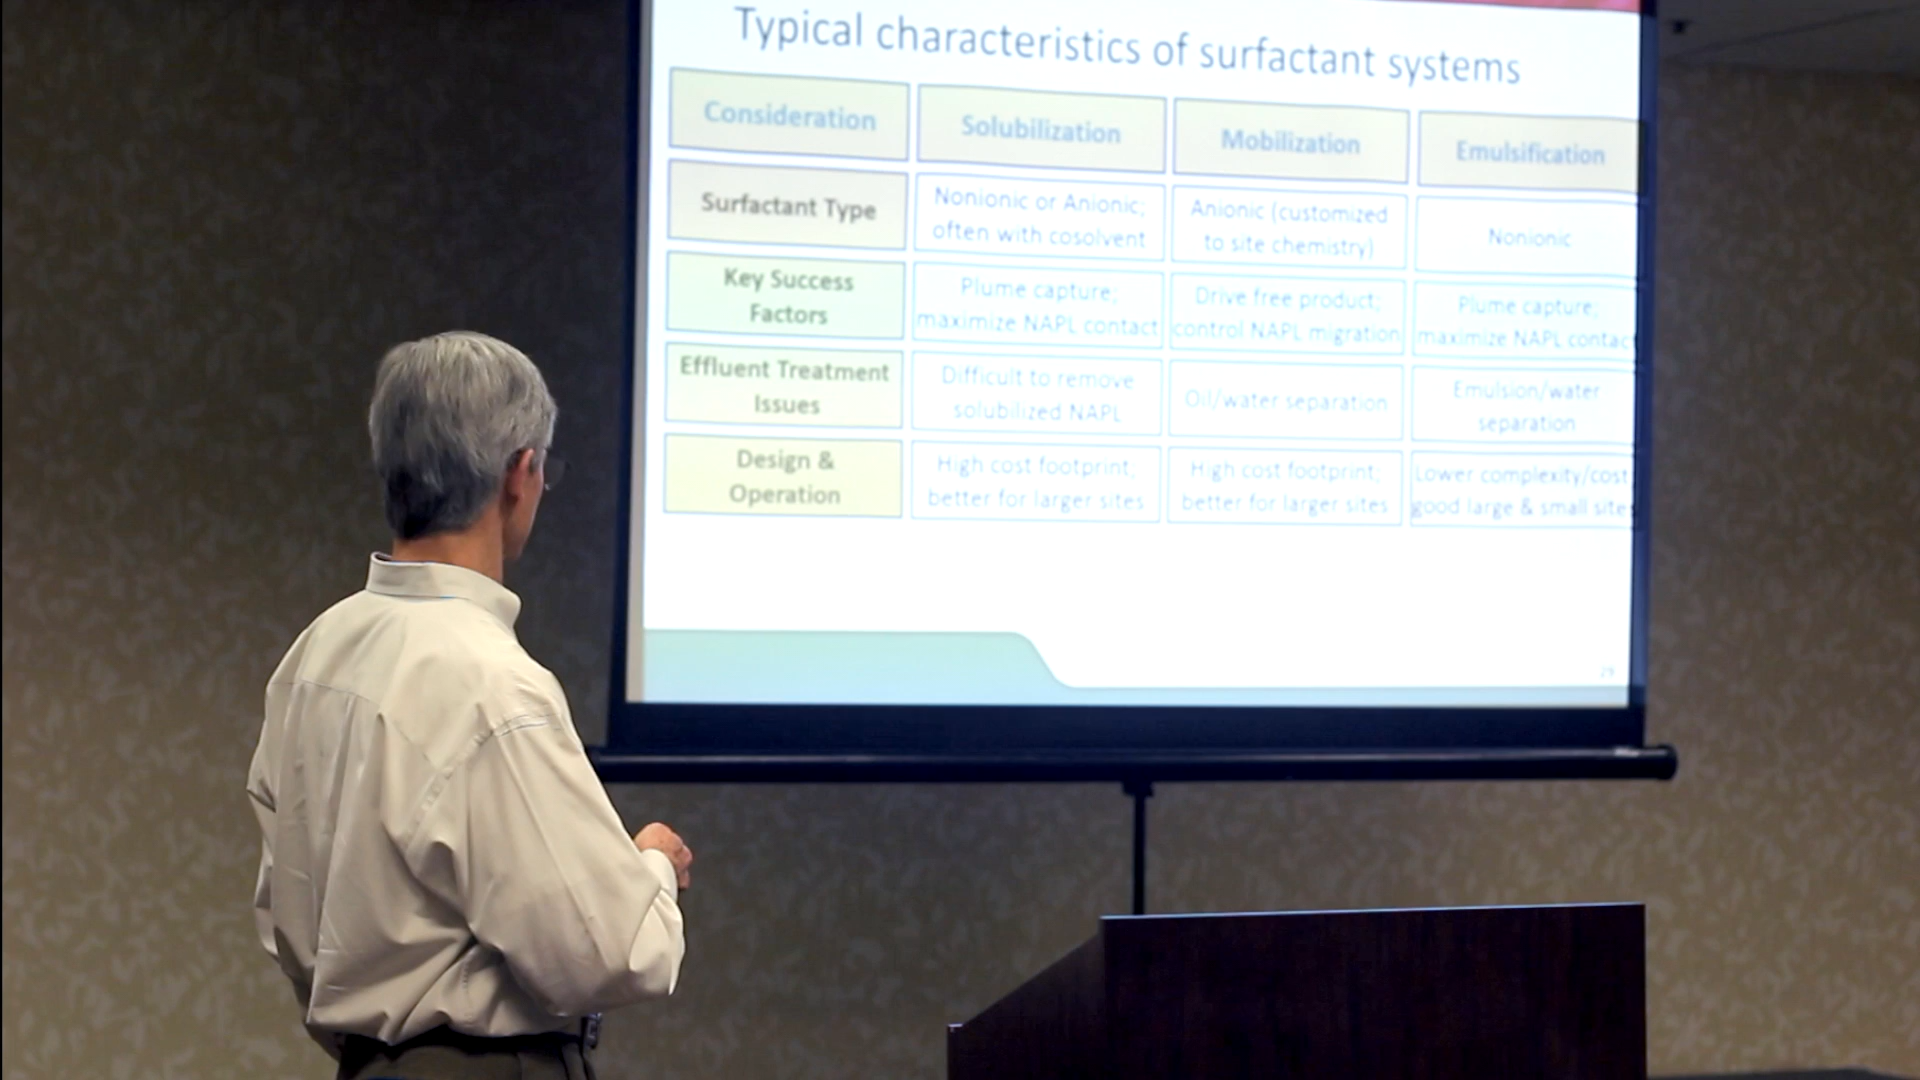 Typical characteristics of surfactant systems
Consideration
Solubilization
Mobilization
Emulsification
Surfactant Type
Nonionic or Anionic;
often with cosolvent
Anionic (customized
to site chemistry)
Nonionic
Key Success
Factors
Plume capture;
maximize NAPL contact
Drive free product;
control NAPL migration
Plume capture;
maximize NAPL contac
Effluent Treatment
Issues
Difficult to remove
solubilized NAPL
Oil/water separation
Emulsion/water
separation
Design &
Operation
High cost footprint,
better for larger sites
High cost footprint;
better for larger sites
Lower complexity/cost
good large & small site